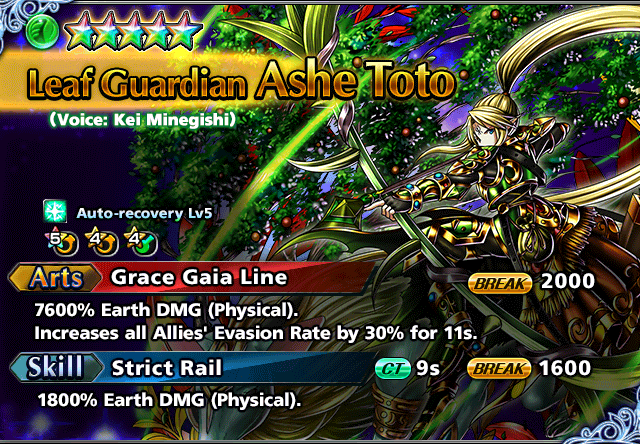 Leaf Guardian Ashe Toto
(Voice: Kei Minegishi)
Auto-recovery Lv5
5 4 4
Arts Grace Gaia Line BREAK 2000
7600% Earth DMG (Physical).
Increases all Allies' Evasion Rate by 30% for 11s.
Skill Strict Rail CT 9s BREAK 1600
1800% Earth DMG (Physical).